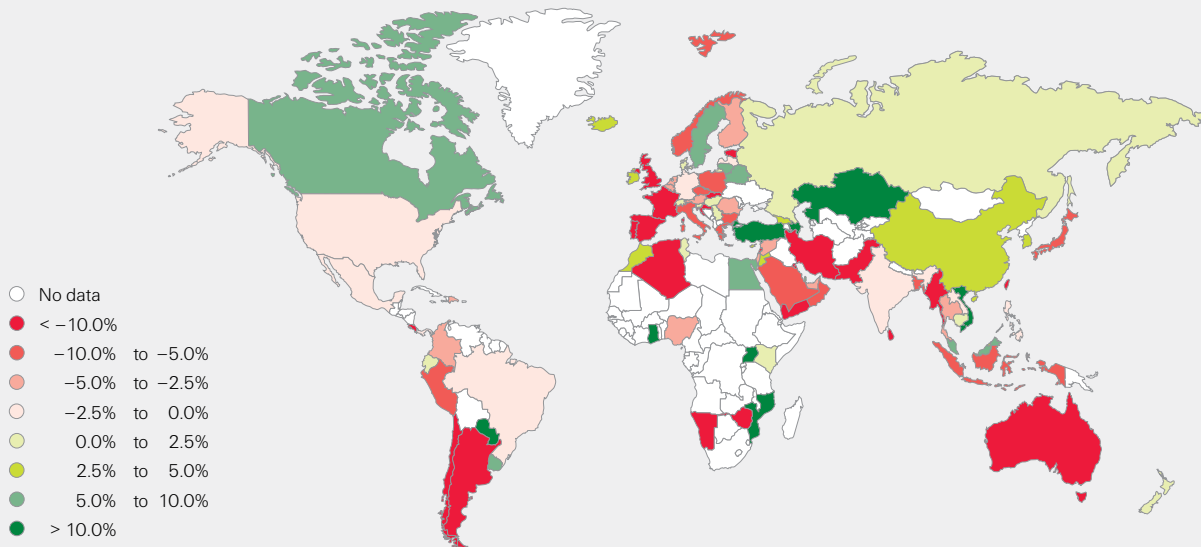 No data
< −10.0%
−10.0% to −5.0%
−5.0% to −2.5%
−2.5% to 0.0%
0.0% to 2.5%
2.5% to 5.0%
5.0% to 10.0%
> 10.0%